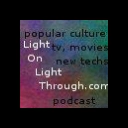 popular culture
Light
tv, movies
On
new techs
Light
Through.com
podcast